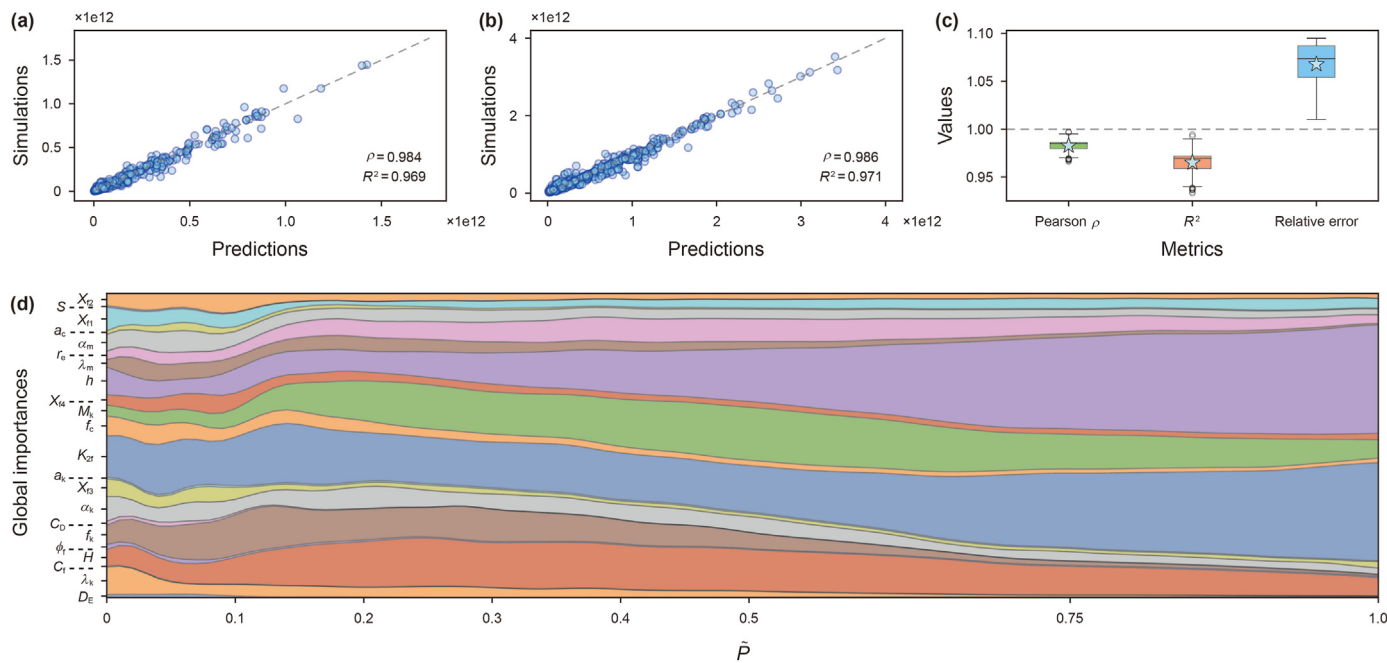 (a)
×1e12
Simulations
1.5
1.0
0.5
0
ρ = 0.984
R² = 0.969
0
0.5
1.0
1.5
×1e12
Predictions
(b)
×1e12
Simulations
4
2
0
ρ = 0.986
R² = 0.971
0
1
2
3
4
×1e12
Predictions
(c)
Values
1.10
1.05
1.00
0.95
Pearson ρ
R²
Relative error
Metrics
(d)
Global importances
X_f2
S
X_f1
a_c
α_m
r_e
λ_m
h
X_f4
M_k
f_c
K_2f
a_k
X_f3
α_k
C_D
f_k
ϕ_r
H
C_f
λ_k
D_E
0
0.1
0.2
0.3
0.4
0.5
0.75
1.0
P̃